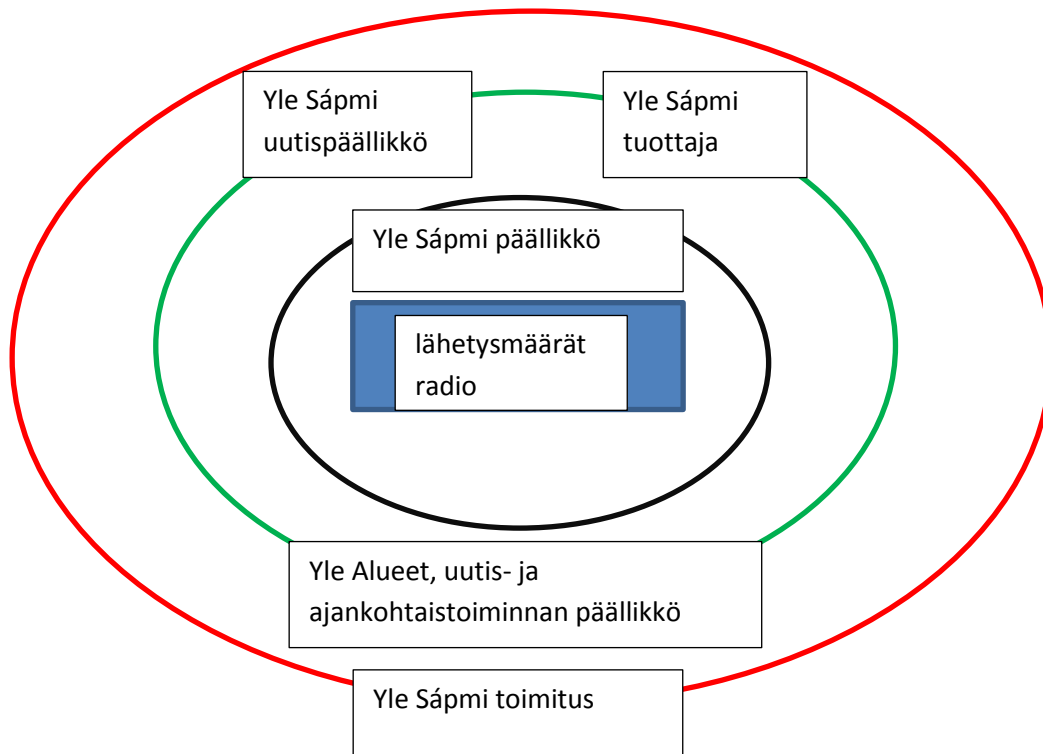 Yle Sápmi
uutispäällikkö
Yle Sápmi
tuottaja
Yle Sápmi päällikkö
lähetysmäärät
radio
Yle Alueet, uutis- ja
ajankohtaistoiminnan päällikkö
Yle Sápmi toimitus